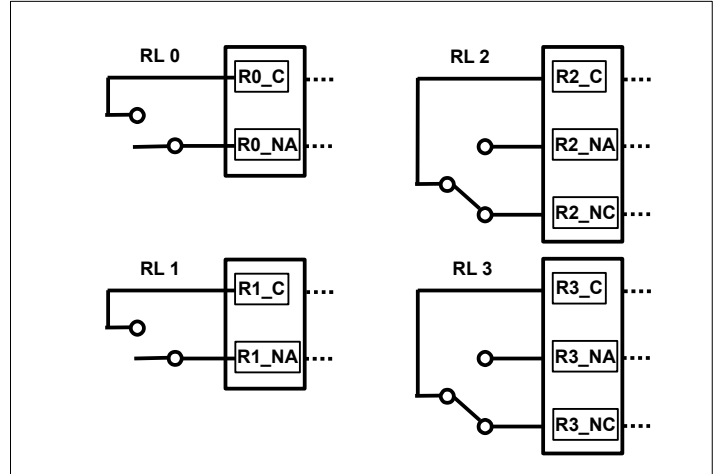 RL 0
R0_C
R0_NA
RL 2
R2_C
R2_NA
R2_NC
RL 1
R1_C
R1_NA
RL 3
R3_C
R3_NA
R3_NC